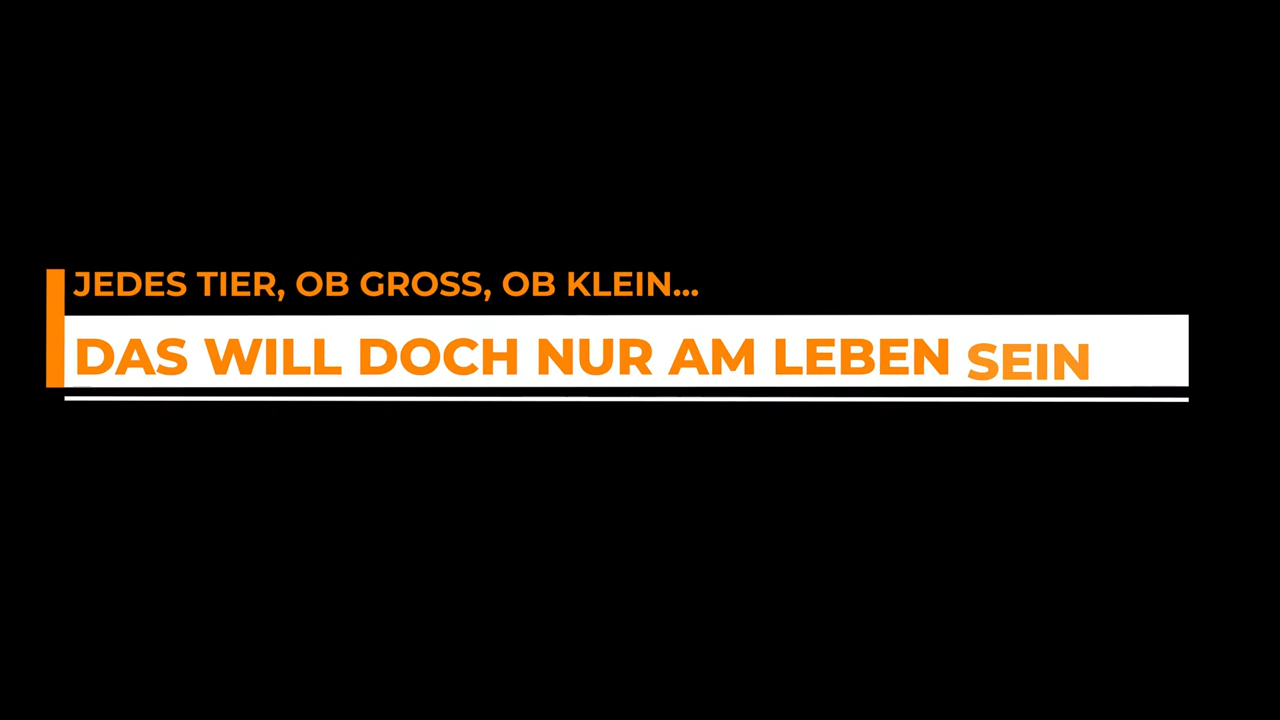 JEDES TIER, OB GROSS, OB KLEIN...
DAS WILL DOCH NUR AM LEBEN SEIN